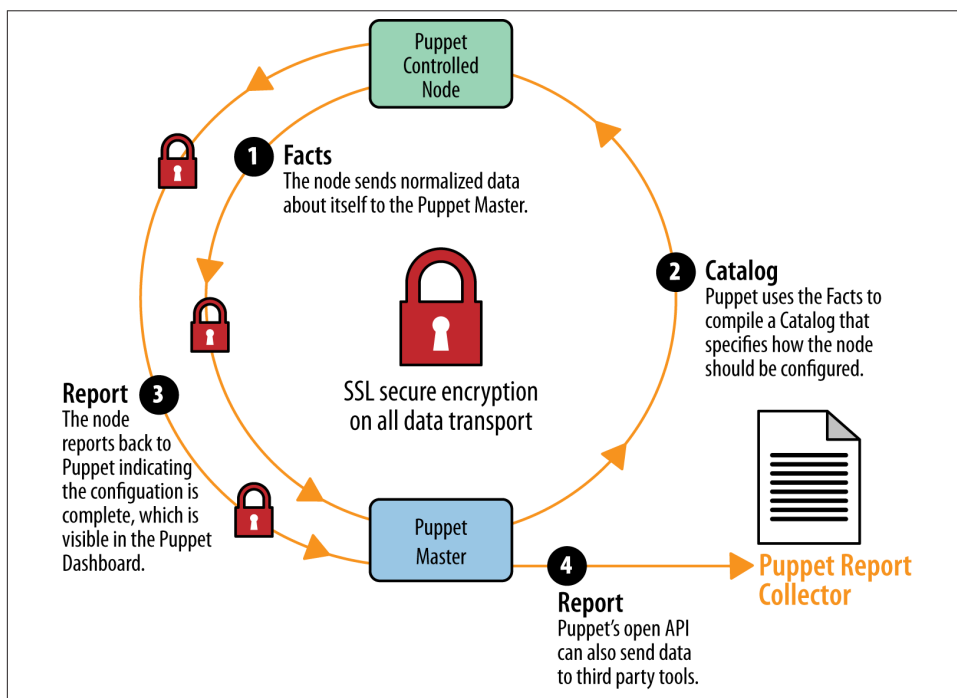 Puppet
Controlled
Node
1 Facts
The node sends normalized data
about itself to the Puppet Master.
2 Catalog
Puppet uses the Facts to
compile a Catalog that
specifies how the node
should be configured.
SSL secure encryption
on all data transport
Report 3
The node
reports back to
Puppet indicating
the configuation is
complete, which is
visible in the Puppet
Dashboard.
Puppet
Master
4
Report
Puppet's open API
can also send data
to third party tools.
Puppet Report
Collector